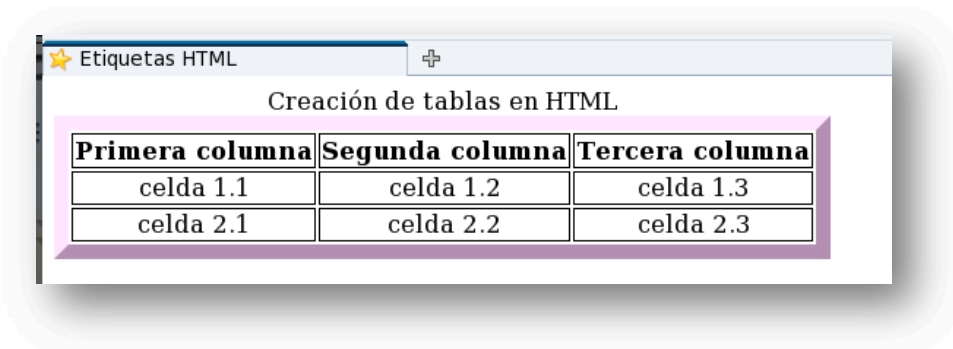 Etiquetas HTML
Creación de tablas en HTML
Primera columna Segunda columna Tercera columna
celda 1.1 celda 1.2 celda 1.3
celda 2.1 celda 2.2 celda 2.3